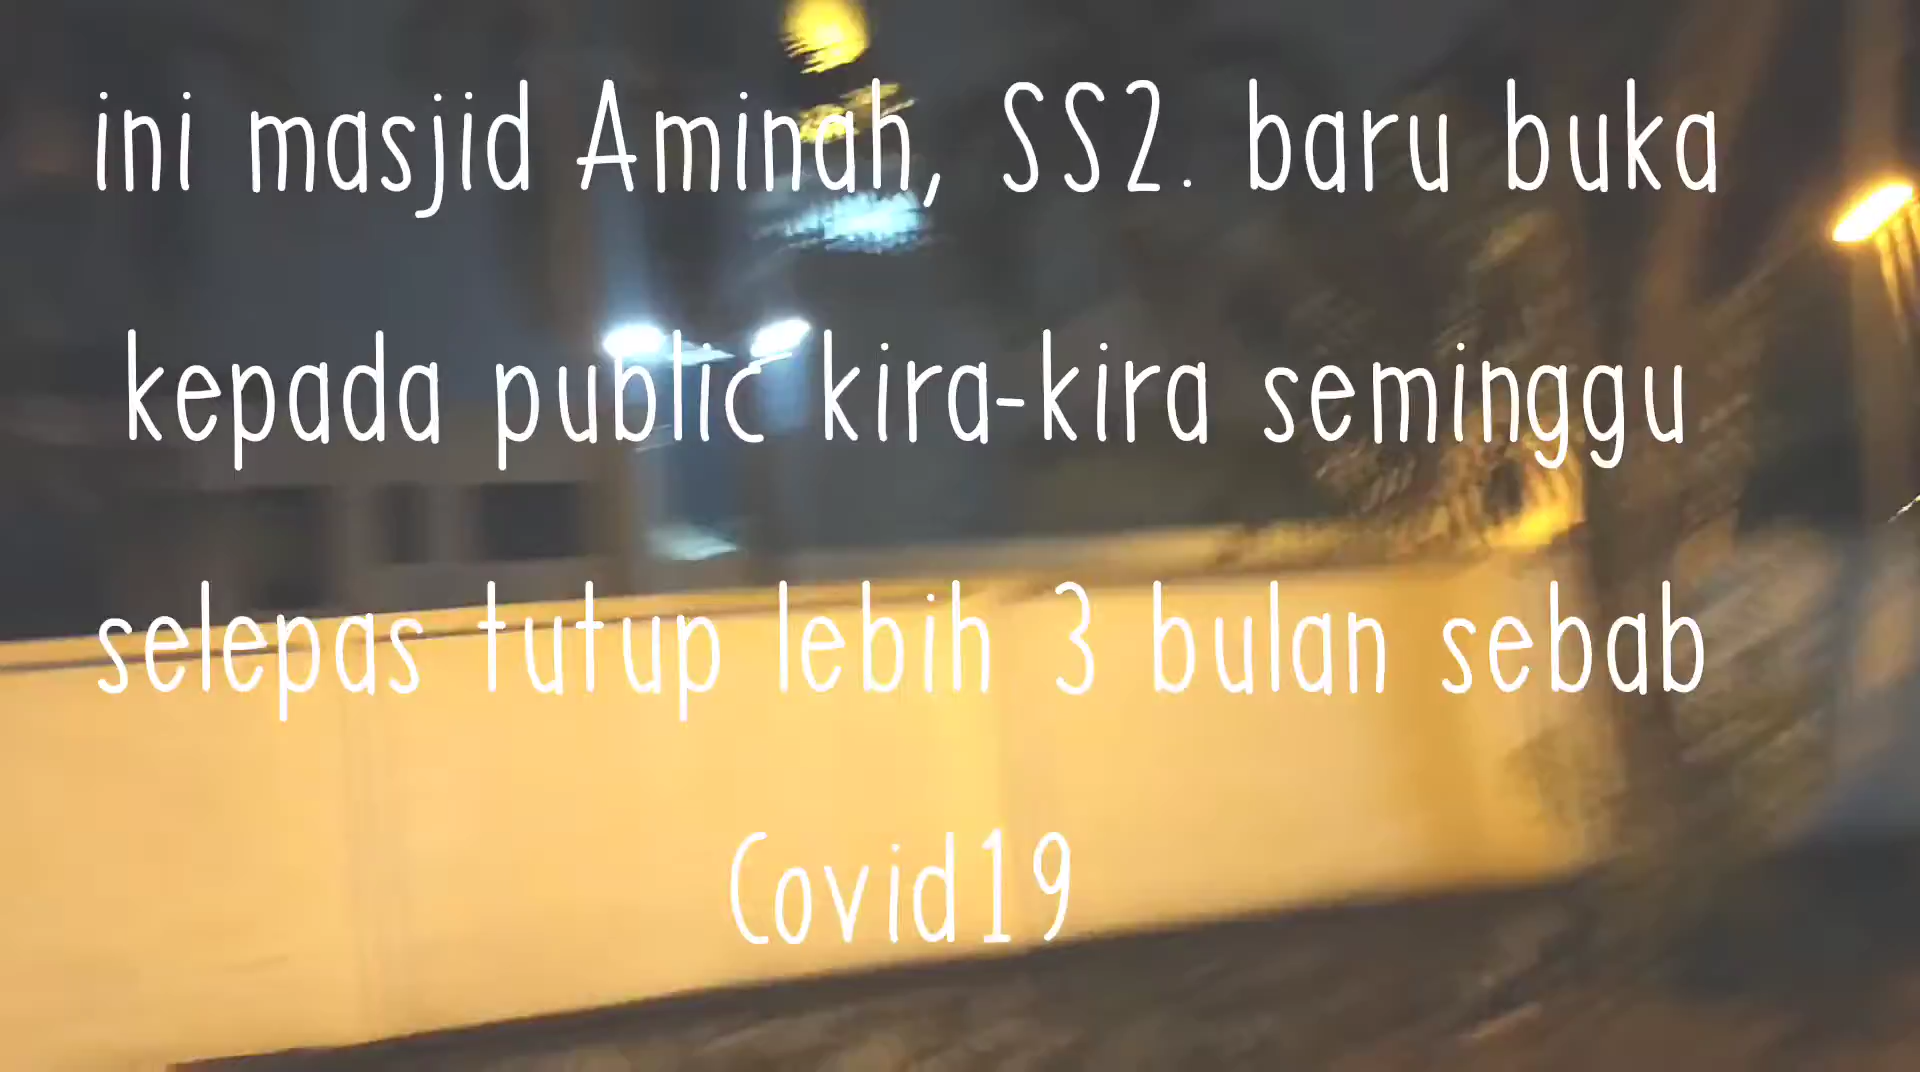 ini masjid Aminah, SS2. baru buka
kepada public kira-kira seminggu
selepas tutup lebih 3 bulan sebab
Covid19